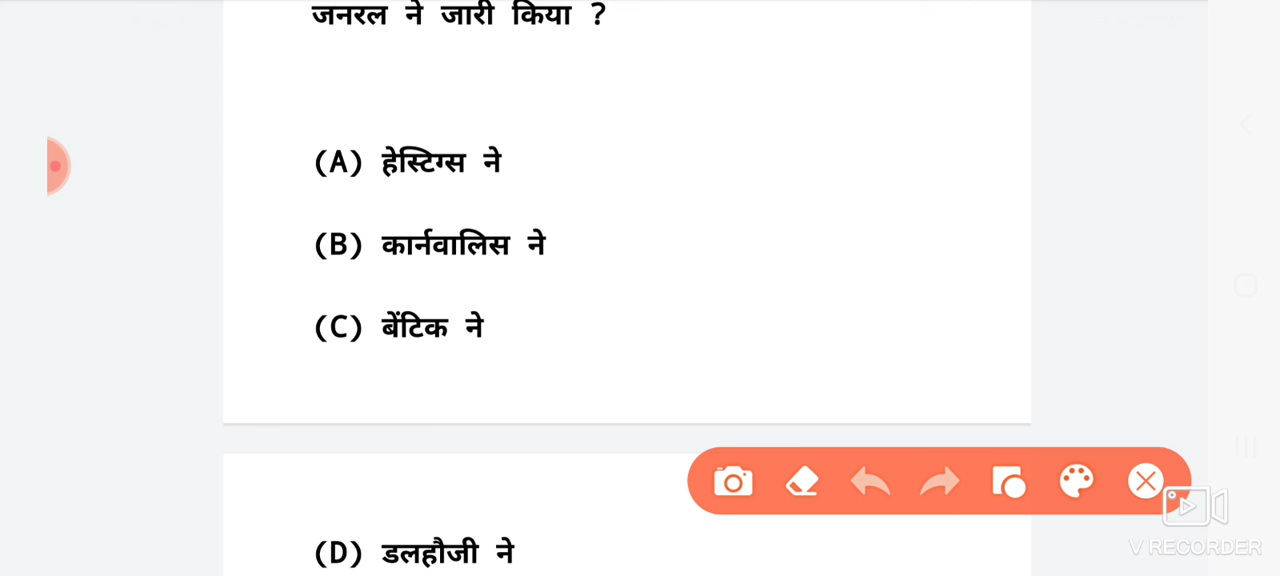 जनरल ने जारी किया ?
(A) हेस्टिग्स ने
(B) कार्नवालिस ने
(C) बेंटिक ने
(D) डलहौजी ने
V RECORDER